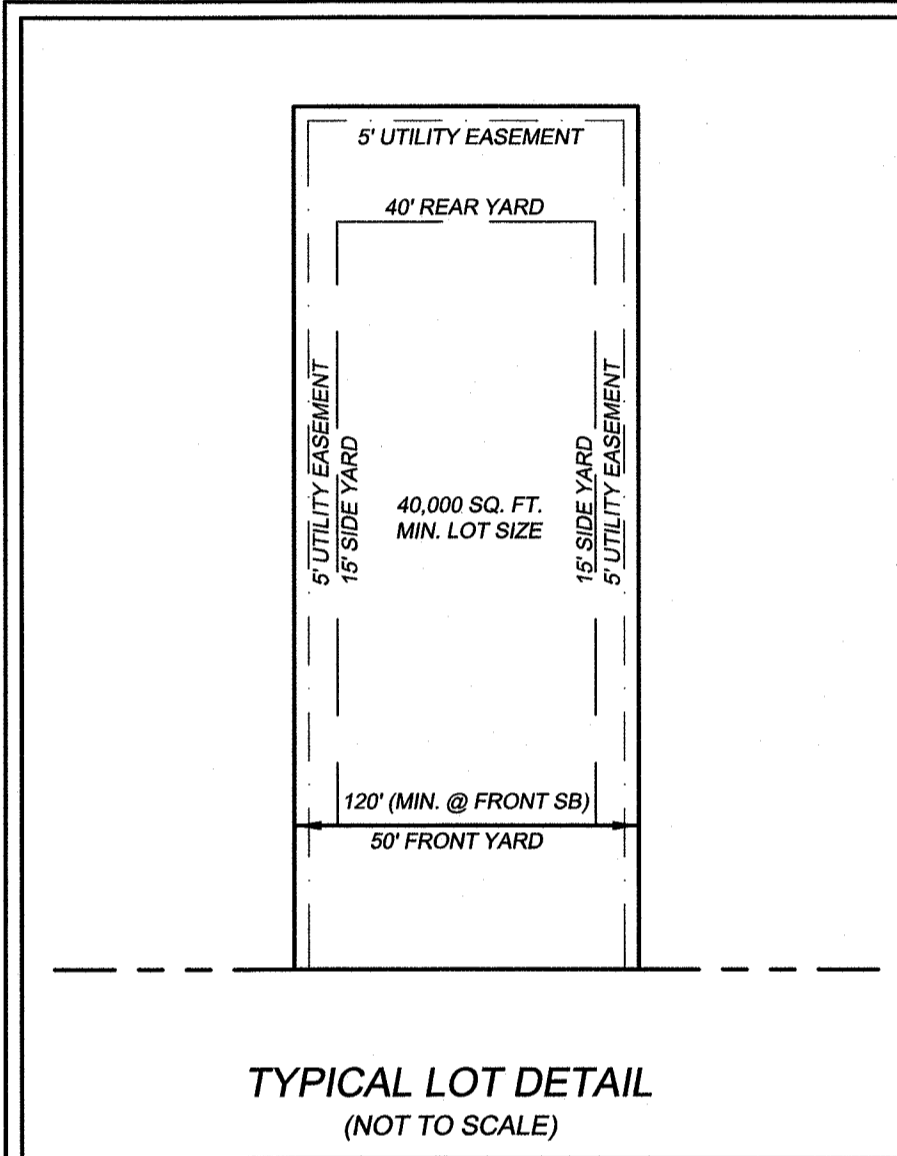 5' UTILITY EASEMENT
40' REAR YARD
5' UTILITY EASEMENT
15' SIDE YARD
40,000 SQ. FT.
MIN. LOT SIZE
15' SIDE YARD
5' UTILITY EASEMENT
120' (MIN. @ FRONT SB)
50' FRONT YARD
TYPICAL LOT DETAIL
(NOT TO SCALE)